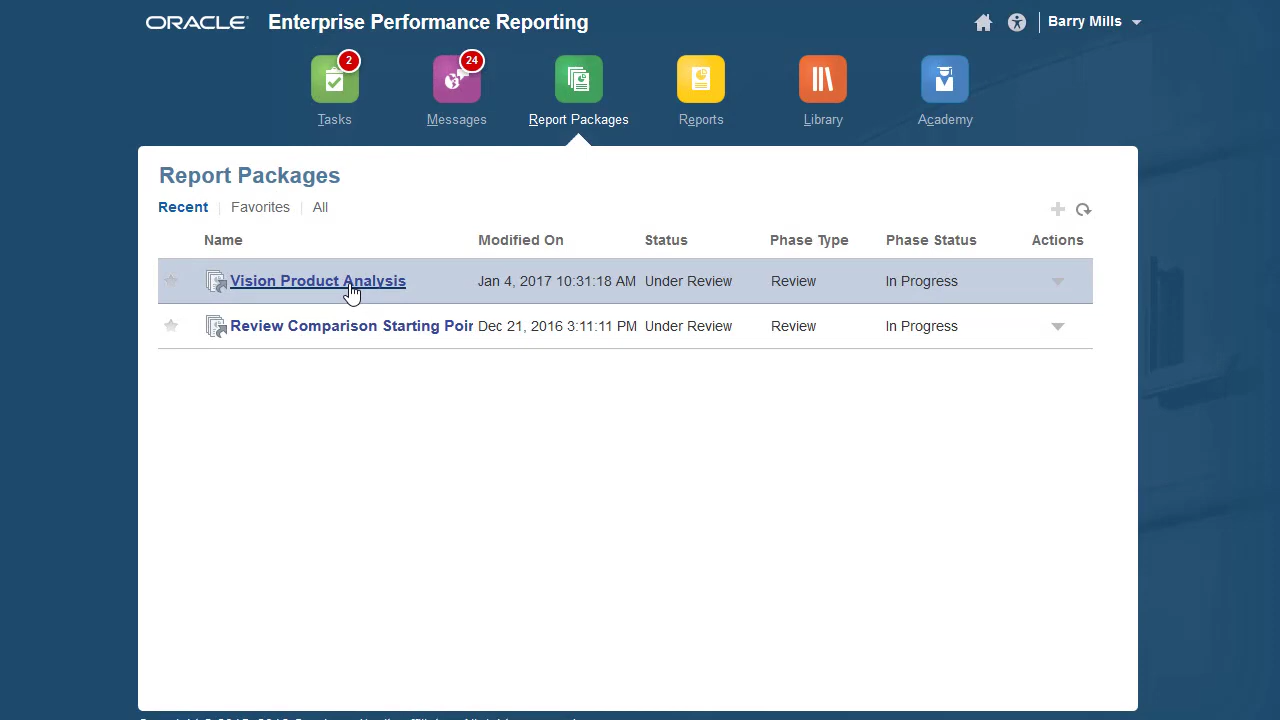 ORACLE Enterprise Performance Reporting Barry Mills
2 24
Tasks Messages Report Packages Reports Library Academy
Report Packages
Recent Favorites All
Name Modified On Status Phase Type Phase Status Actions
Vision Product Analysis Jan 4, 2017 10:31:18 AM Under Review Review In Progress
Review Comparison Starting Poir Dec 21, 2016 3:11:11 PM Under Review Review In Progress